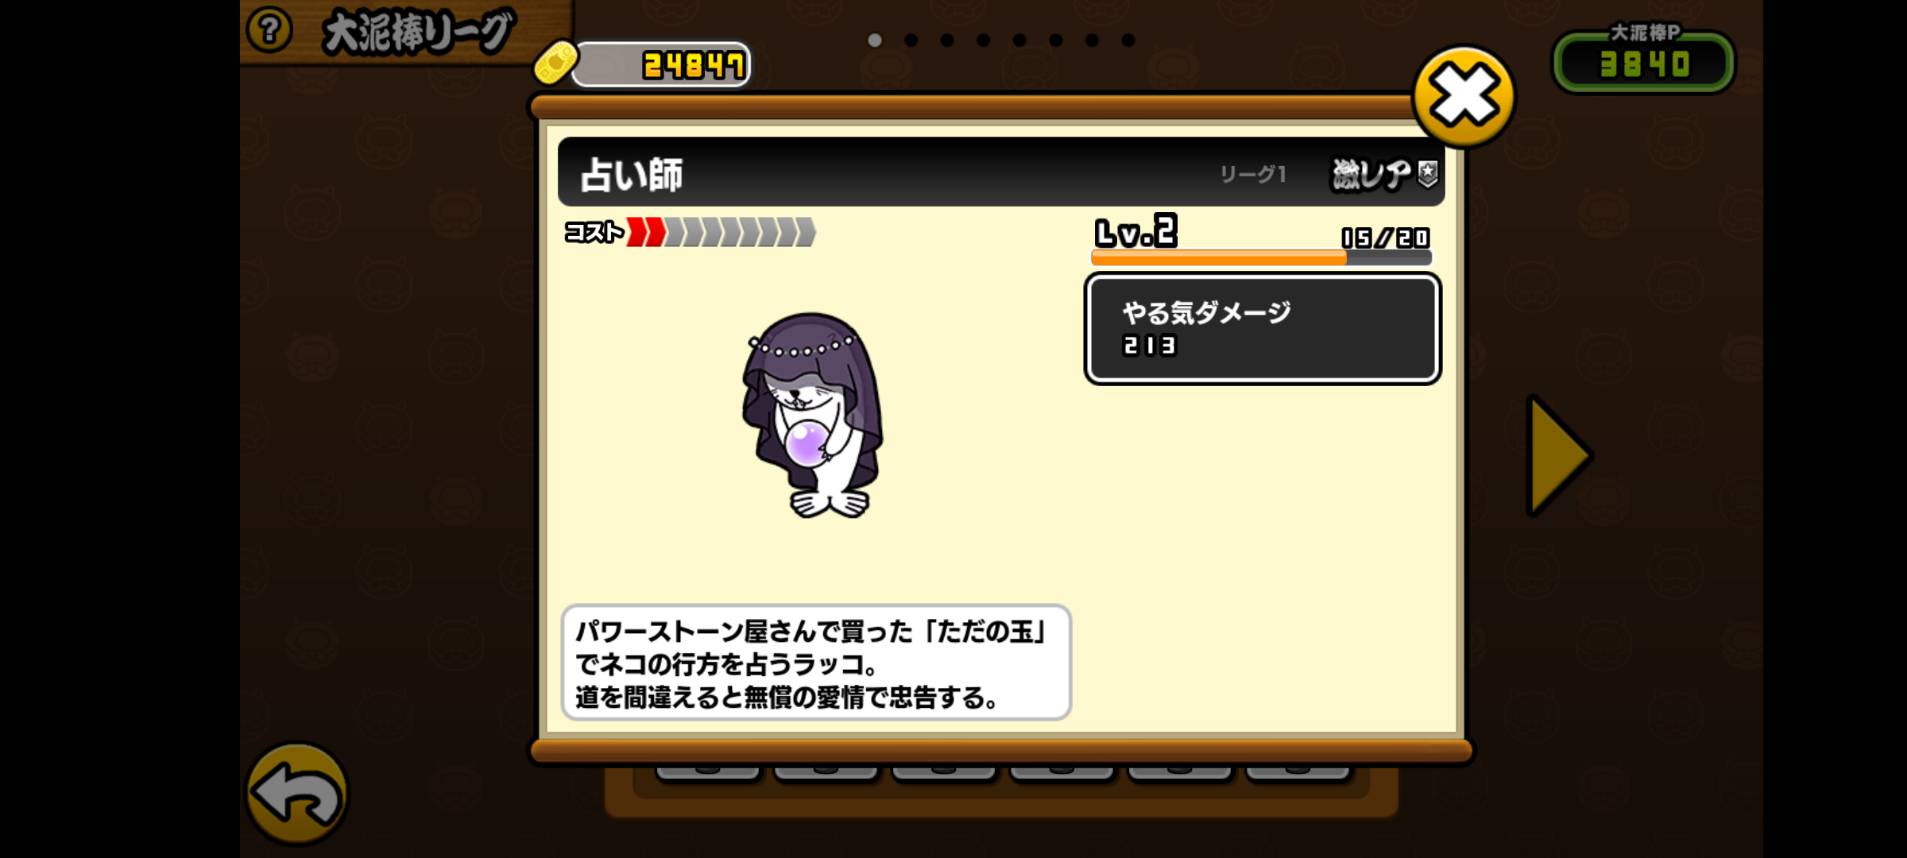 ?
大泥棒リーグ
24847
大泥棒P
3840
占い師
リーグ1
激レア
コスト
Lv.2
15/20
やる気ダメージ
213
パワーストーン屋さんで買った「ただの玉」
でネコの行方を占うラッコ。
道を間違えると無償の愛情で忠告する。